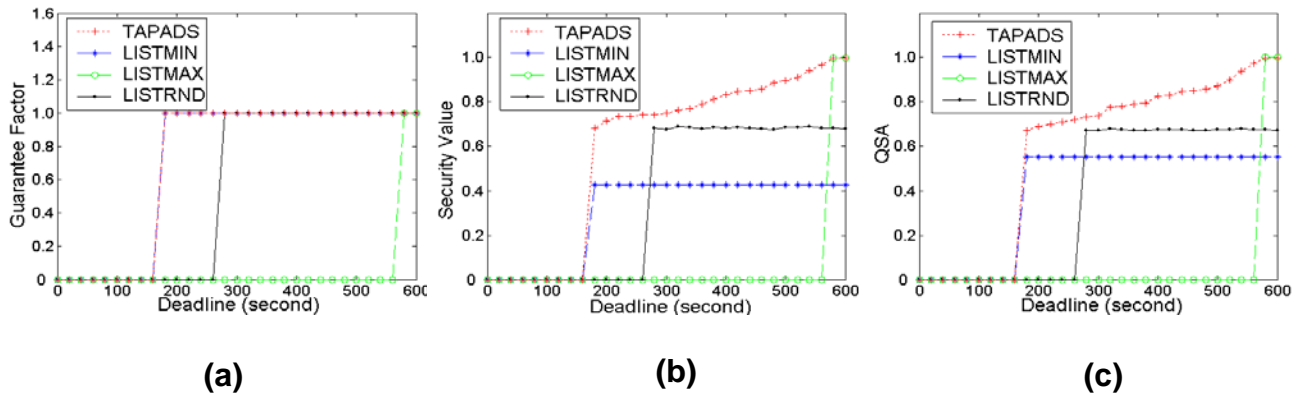 1.6
1.4
1.2
1.0
0.8
0.6
0.4
0.2
0
Guarantee Factor
TAPADS
LISTMIN
LISTMAX
LISTRND
0 100 200 300 400 500 600
Deadline (second)
(a)
1.0
0.8
0.6
0.4
0.2
0
Security Value
TAPADS
LISTMIN
LISTMAX
LISTRND
0 100 200 300 400 500 600
Deadline (second)
(b)
1.0
0.8
0.6
0.4
0.2
0
QSA
TAPADS
LISTMIN
LISTMAX
LISTRND
0 100 200 300 400 500 600
Deadline (second)
(c)